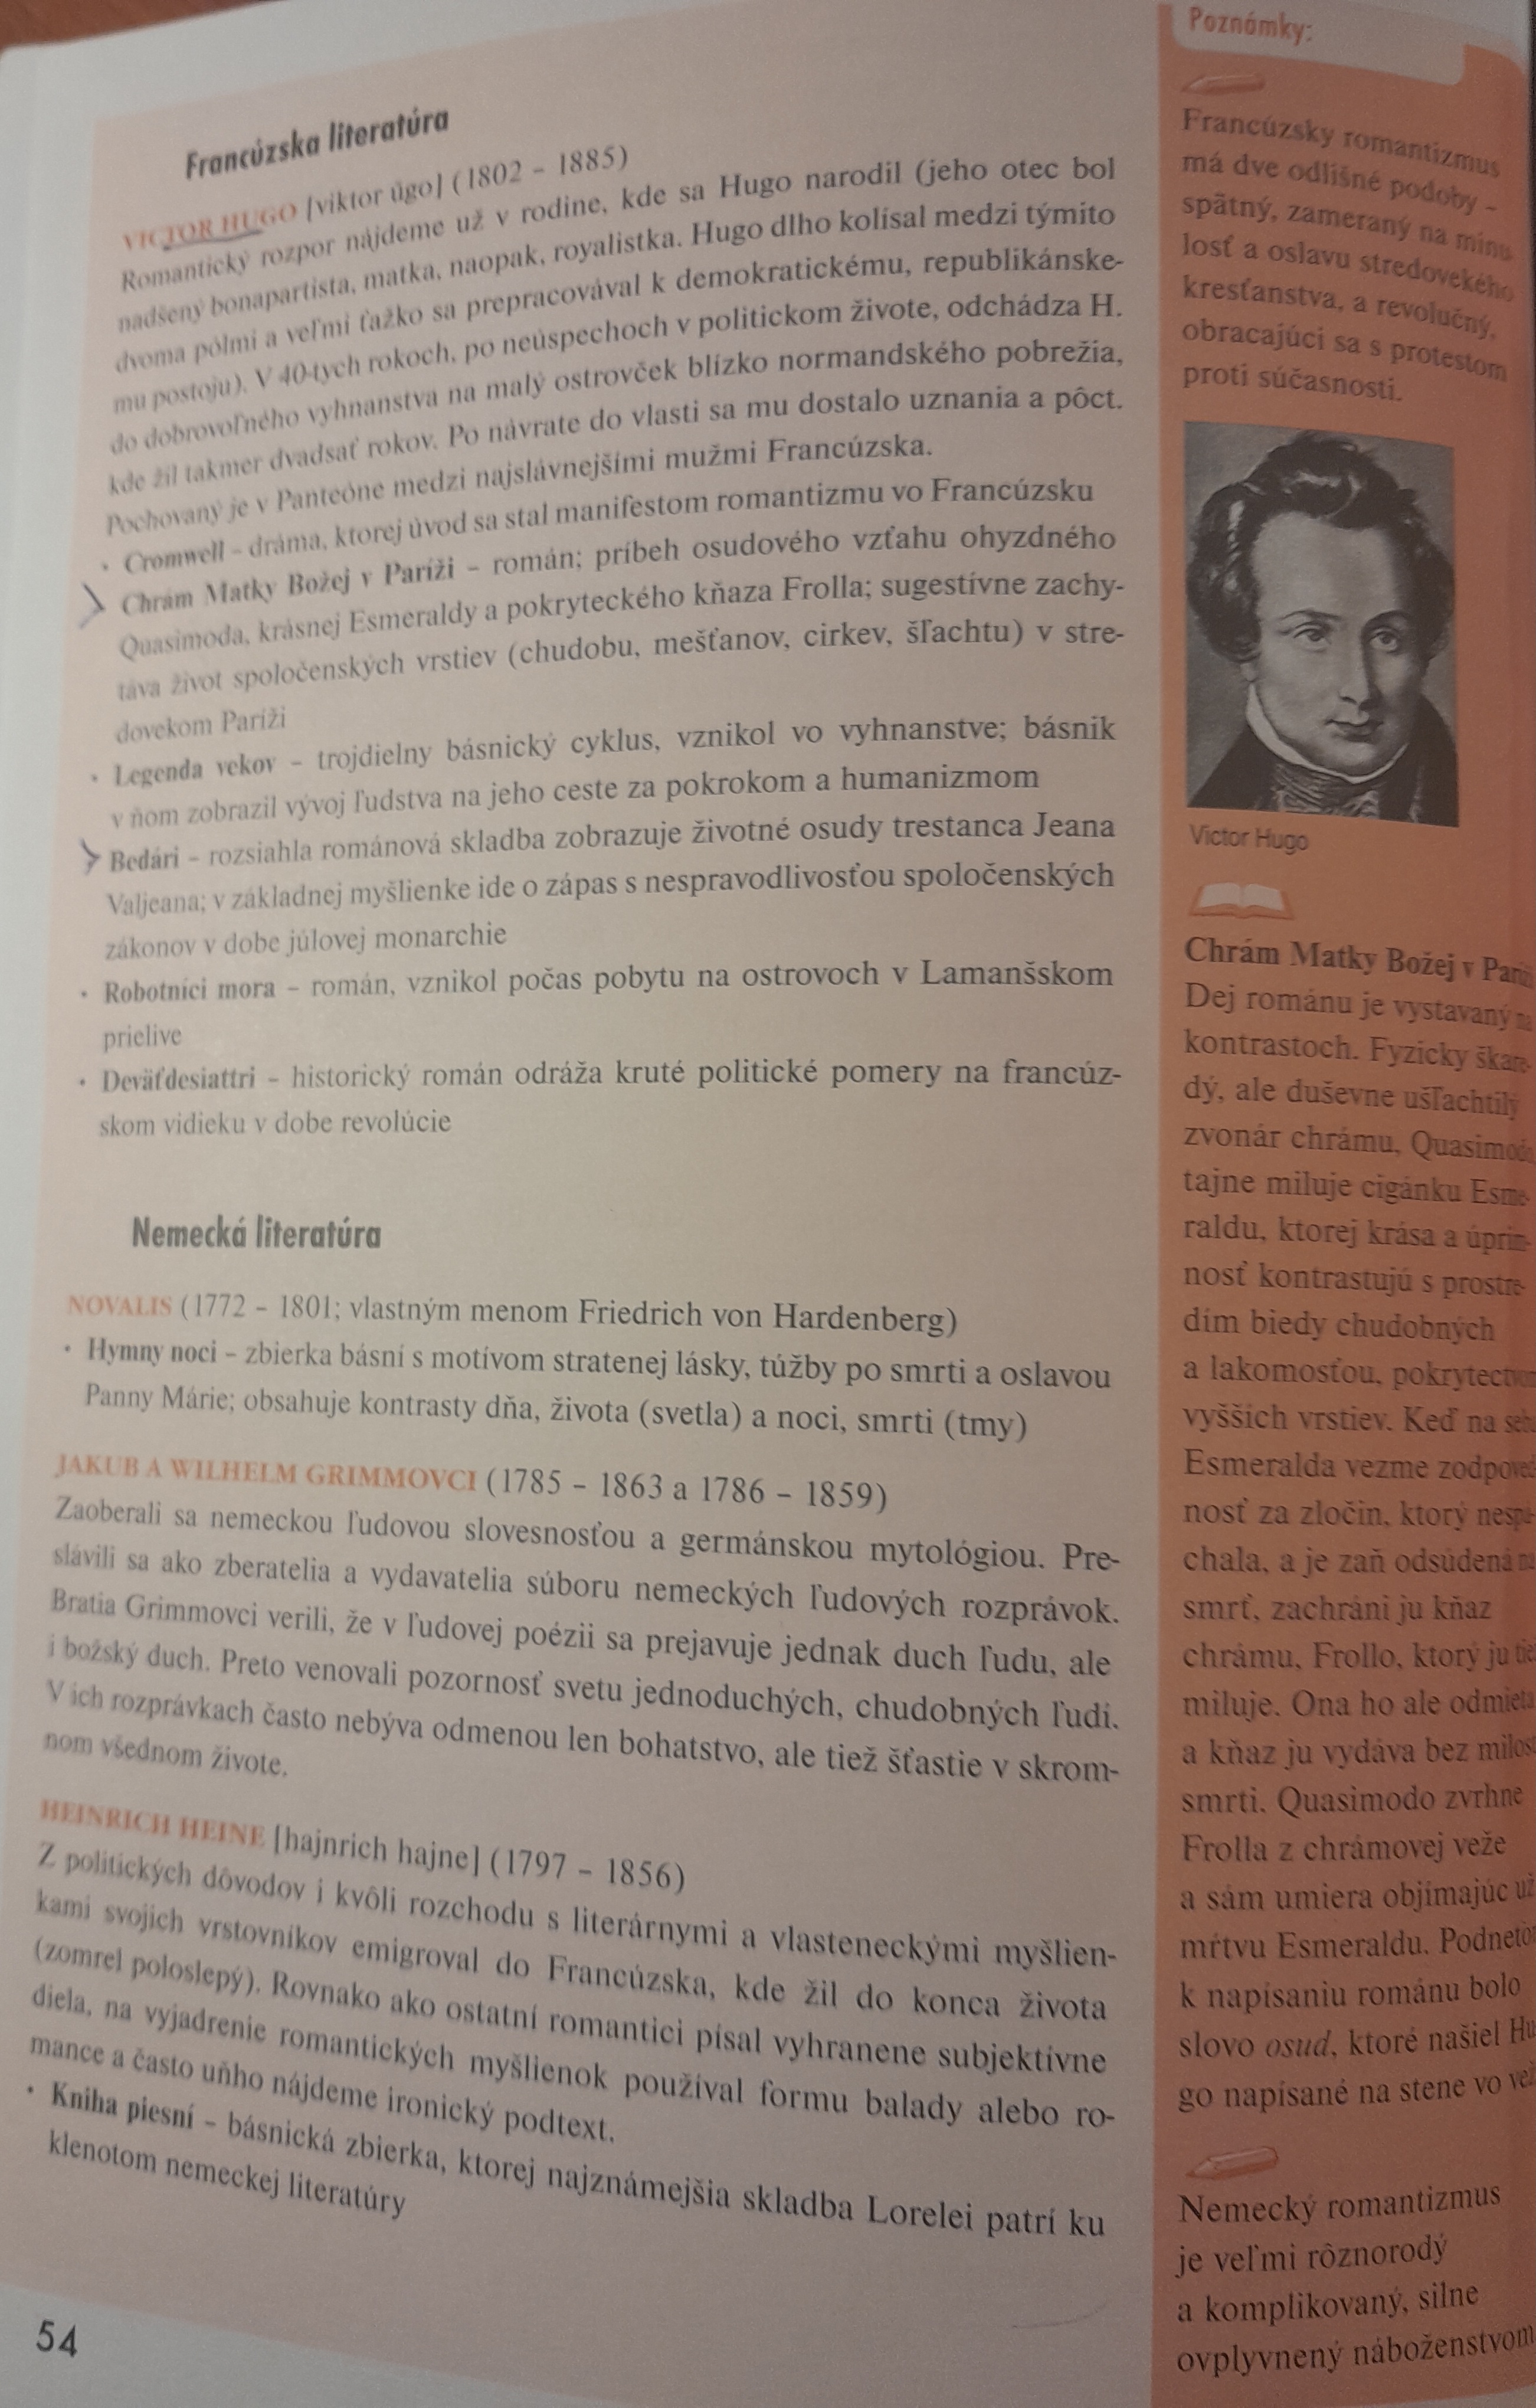 Francúzska literatúra
VICTOR HUGO [viktor ügo] (1802 – 1885)
Romantický rozpor nájdeme už v rodine, kde sa Hugo narodil (jeho otec bol
nadšený bonapartista, matka, naopak, royalistka. Hugo dlho kolísal medzi týmito
dvoma pólmi a veľmi ťažko sa prepracovával k demokratickému, republikánske-
mu postoju). V 40-tych rokoch, po neúspechoch v politickom živote, odchádza H.
do dobrovoľného vyhnanstva na malý ostrovček blízko normandského pobrežia,
kde žil takmer dvadsať rokov. Po návrate do vlasti sa mu dostalo uznania a pôct.
Pochovaný je v Panteóne medzi najslávnejšími mužmi Francúzska.
• Cromwell – dráma, ktorej úvod sa stal manifestom romantizmu vo Francúzsku
Chrám Matky Božej v Paríži – román; príbeh osudového vzťahu ohyzdného
Quasimoda, krásnej Esmeraldy a pokryteckého kňaza Frolla; sugestívne zachy-
táva život spoločenských vrstiev (chudobu, mešťanov, cirkev, šľachtu) v stre-
dovekom Paríži
• Legenda vekov – trojdielny básnický cyklus, vznikol vo vyhnanstve; básnik
v ňom zobrazil vývoj ľudstva na jeho ceste za pokrokom a humanizmom
Bedári – rozsiahla románová skladba zobrazuje životné osudy trestanca Jeana
Valjeana; v základnej myšlienke ide o zápas s nespravodlivosťou spoločenských
zákonov v dobe júlovej monarchie
• Robotníci mora – román, vznikol počas pobytu na ostrovoch v Lamanšskom
prielive
• Deväťdesiattri – historický román odráža kruté politické pomery na francúz-
skom vidieku v dobe revolúcie
Nemecká literatúra
NOVALIS (1772 – 1801; vlastným menom Friedrich von Hardenberg)
• Hymny noci – zbierka básní s motívom stratenej lásky, túžby po smrti a oslavou
Panny Márie; obsahuje kontrasty dňa, života (svetla) a noci, smrti (tmy)
JAKUB A WILHELM GRIMMOVCI (1785 – 1863 a 1786 – 1859)
Zaoberali sa nemeckou ľudovou slovesnosťou a germánskou mytológiou. Pre-
slávili sa ako zberatelia a vydavatelia súboru nemeckých ľudových rozprávok.
Bratia Grimmovci verili, že v ľudovej poézii sa prejavuje jednak duch ľudu, ale
i božský duch. Preto venovali pozornosť svetu jednoduchých, chudobných ľudí.
V ich rozprávkach často nebýva odmenou len bohatstvo, ale tiež šťastie v skrom-
nom všednom živote.
HEINRICH HEINE [hajnrich hajne] (1797 – 1856)
Z politických dôvodov i kvôli rozchodu s literárnymi a vlasteneckými myšlien-
kami svojich vrstovníkov emigroval do Francúzska, kde žil do konca života
(zomrel poloslepý). Rovnako ako ostatní romantici písal vyhranene subjektívne
diela, na vyjadrenie romantických myšlienok používal formu balady alebo ro-
mance a často uňho nájdeme ironický podtext.
• Kniha piesní – básnická zbierka, ktorej najznámejšia skladba Lorelei patrí ku
klenotom nemeckej literatúry
54
Poznámky:
Francúzsky romantizmus
má dve odlišné podoby –
spätný, zameraný na minu
losť a oslavu stredovekého
kresťanstva, a revolučný,
obracajúci sa s protestom
proti súčasnosti.
Victor Hugo
Chrám Matky Božej v
Dej románu je vystavaný
kontrastoch. Fyzicky škare-
dý, ale duševne ušľachtilý
zvonár chrámu, Quasimodo,
tajne miluje cigánku Esme-
raldu, ktorej krása a úprim-
nosť kontrastujú s prostre-
dím biedy chudobných
a lakomosťou,
vyšších vrstiev. Keď na
Esmeralda vezme
nosť za zločin, ktorý
chala, a je zaň odsúdená
smrť, zachráni ju kňaz
chrámu, Frollo, ktorý ju
miluje. Ona ho ale
a kňaz ju vydáva bez
smrti. Quasimodo zvrhne
Frolla z chrámovej veže
a sám umiera objímajúc už
mŕtvu Esmeraldu.
k napísaniu románu bolo
slovo osud, ktoré našiel Hu
go napísané na stene vo
Nemecký romantizmus
je veľmi rôznorodý
a komplikovaný, silne
ovplyvnený náboženstvom